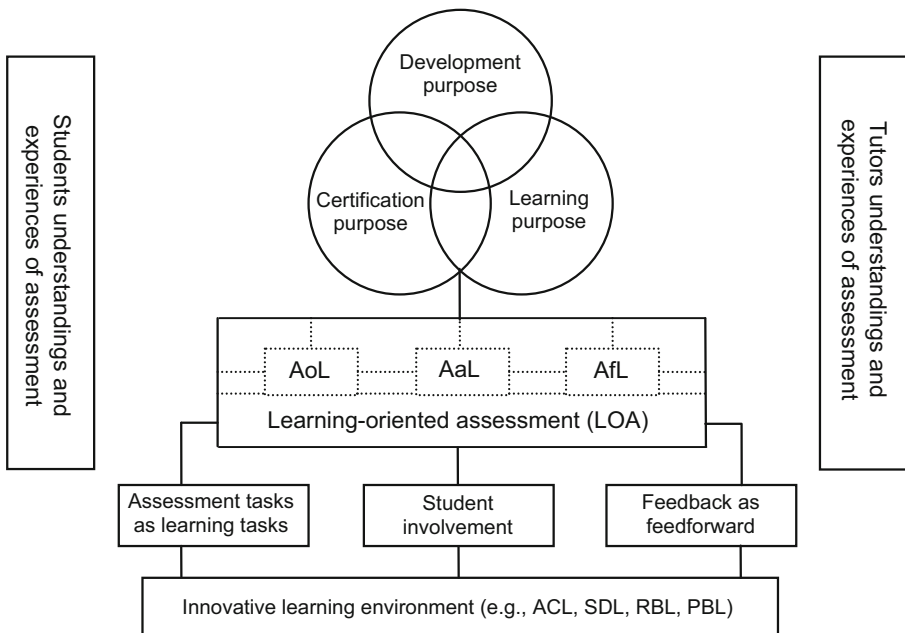 Development
purpose
Certification
purpose
Learning
purpose
Students understandings and
experiences of assessment
Tutors understanding and
experiences of assessment
AoL
AaL
AfL
Learning-oriented assessment (LOA)
Assessment tasks
as learning tasks
Student
involvement
Feedback as
feedforward
Innovative learning environment (e.g., ACL, SDL, RBL, PBL)